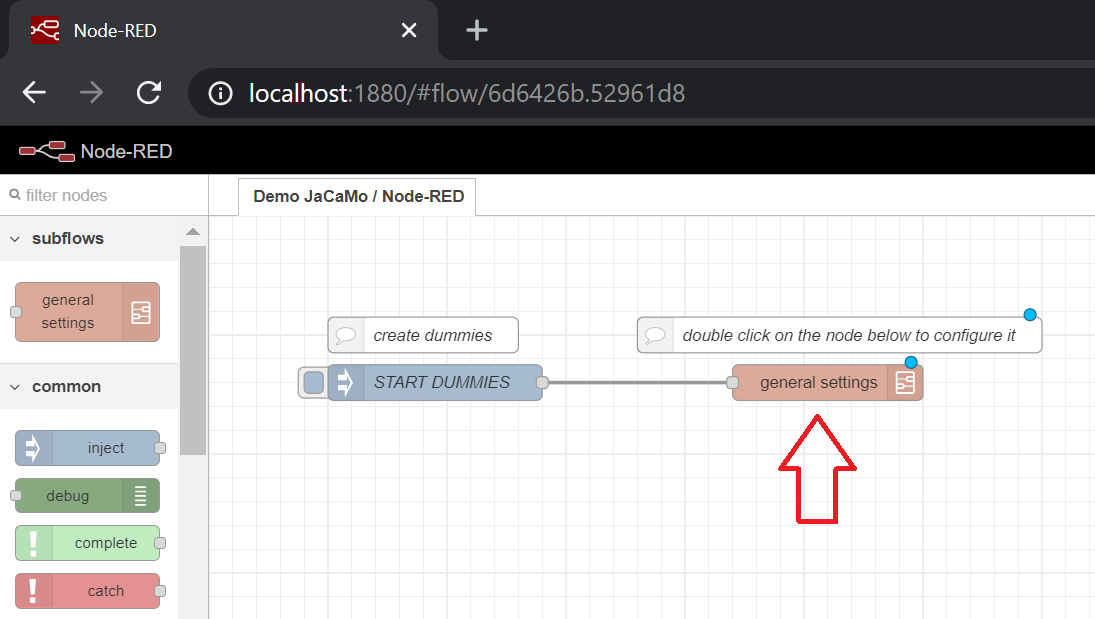 Node-RED
localhost:1880/#flow/6d6426b.52961d8
Node-RED
filter nodes
Demo JaCaMo / Node-RED
subflows
general
settings
create dummies
double click on the node below to configure it
START DUMMIES
general settings
common
inject
debug
complete
catch